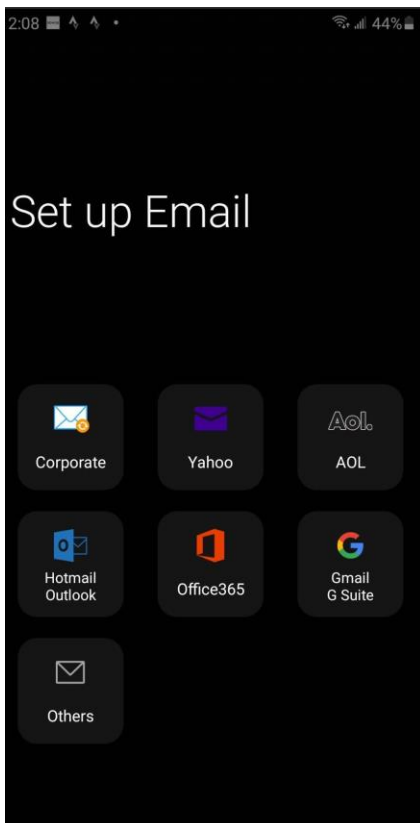 2:08
44%
Set up Email
Aol.
Corporate
Yahoo
AOL
Hotmail
Outlook
Office365
Gmail
G Suite
Others